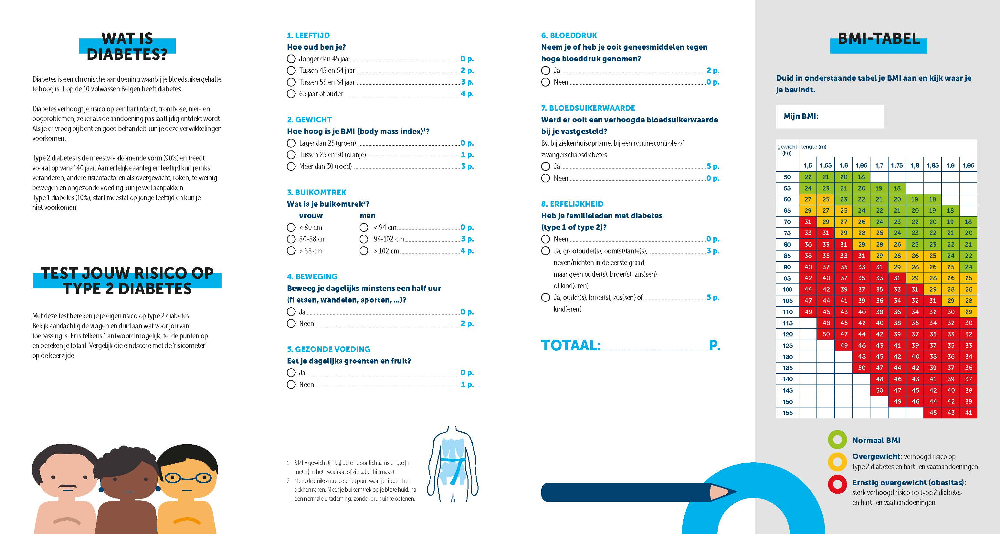 WAT IS
DIABETES?
Diabetes is een chronische aandoening waarbij je bloedsuikergehalte
te hoog is. 1 op de 10 volwassen Belgen heeft diabetes.
Diabetes verhoogt je risico op een hartinfarct, trombose, nier- en
oogproblemen, zeker als de aandoening pas laattijdig ontdekt wordt.
Als je er vroeg bij bent en goed behandelt kun je deze verwikkelingen
voorkomen.
Type 2 diabetes is de meestvoorkomende vorm (90%) en treedt
vooral op vanaf 40 jaar. Aan erfelijke aanleg en leeftijd kun je niks
veranderen, andere risicofactoren als overgewicht, roken, te weinig
bewegen en ongezonde voeding kun je wel aanpakken.
Type 1 diabetes (10%), start meestal op jonge leeftijd en kun je
niet voorkomen.
TEST JOUW RISICO OP
TYPE 2 DIABETES
Met deze test bereken je je eigen risico op type 2 diabetes.
Bekijk aandachtig de vragen en duid aan wat voor jou van
toepassing is. Er is telkens 1 antwoord mogelijk, tel de punten op
en bereken je totaal. Vergelijk die eindscore met de ‘risicometer’
op de keerzijde.
1. LEEFTIJD
Hoe oud ben je?
Jonger dan 45 jaar 0 p.
Tussen 45 en 54 jaar 2 p.
Tussen 55 en 64 jaar 3 p.
65 jaar of ouder 4 p.
2. GEWICHT
Hoe hoog is je BMI (body mass index)¹?
Lager dan 25 (groen) 0 p.
Tussen 25 en 30 (oranje) 1 p.
Meer dan 30 (rood) 3 p.
3. BUIKOMTREK
Wat is je buikomtrek²?
vrouw man
< 80 cm < 94 cm 0 p.
80-88 cm 94-102 cm 3 p.
> 88 cm > 102 cm 4 p.
4. BEWEGING
Beweeg je dagelijks minstens een half uur
(fi etsen, wandelen, sporten, ...)?
Ja 0 p.
Neen 2 p.
5. GEZONDE VOEDING
Eet je dagelijks groenten en fruit?
Ja 0 p.
Neen 1 p.
1 BMI = gewicht (in kg) delen door lichaamslengte (in
meter) in het kwadraat of zie tabel hiernaast.
2 Meet de buikomtrek op het punt waar je ribben het
bekken raken. Meet je buikomtrek op je blote huid, na
een normale uitademing, zonder druk uit te oefenen.
6. BLOEDDRUK
Neem je of heb je ooit geneesmiddelen tegen
hoge bloeddruk genomen?
Ja 2 p.
Neen 0 p.
7. BLOEDSUIKERWAARDE
Werd er ooit een verhoogde bloedsuikerwaarde
bij je vastgesteld?
Bv. bij ziekenhuisopname, bij een routinecontrole of
zwangerschapsdiabetes.
Ja 5 p.
Neen 0 p.
8. ERFELIJKHEID
Heb je familieleden met diabetes
(type 1 of type 2)?
Neen 0 p.
Ja, grootouder(s), oom(s)/tante(s), 3 p.
neven/nichten in de eerste graad,
maar geen ouder(s), broer(s), zus(sen)
of kind(eren)
Ja, ouder(s), broer(s), zus(sen) of 5 p.
kind(eren)
TOTAAL: P.
BMI-TABEL
Duid in onderstaande tabel je BMI aan en kijk waar je
je bevindt.
Mijn BMI:
gewicht lengte (m)
(kg)
1,5 1,55 1,6 1,65 1,7 1,75 1,8 1,85 1,9 1,95
50 22 21 20 18
55 24 23 21 20 19 18
60 27 25 23 22 21 20 19 18
65 29 27 25 24 22 21 20 19 18
70 31 29 27 26 24 23 22 20 19 18
75 33 31 29 28 26 24 23 22 21 20
80 36 33 31 29 28 26 25 23 22 21
85 38 35 33 31 29 28 26 25 24 22
90 40 37 35 33 31 29 28 26 25 24
95 42 40 37 35 33 31 29 28 26 25
100 44 42 39 37 35 33 31 29 28 26
105 47 44 41 39 36 34 32 31 29 28
110 49 46 43 40 38 36 34 32 30 29
115 48 45 42 40 38 35 34 32 30
120 50 47 44 42 39 37 35 33 32
125 49 46 43 41 39 37 35 33
130 48 45 42 40 38 36 34
135 50 47 44 42 39 37 36
140 48 46 43 41 39 37
145 50 47 45 42 40 38
150 49 46 44 42 39
155 45 43 41
Normaal BMI
Overgewicht: verhoogd risico op
type 2 diabetes en hart- en vaataandoeningen
Ernstig overgewicht (obesitas):
sterk verhoogd risico op type 2 diabetes
en hart- en vaataandoeningen